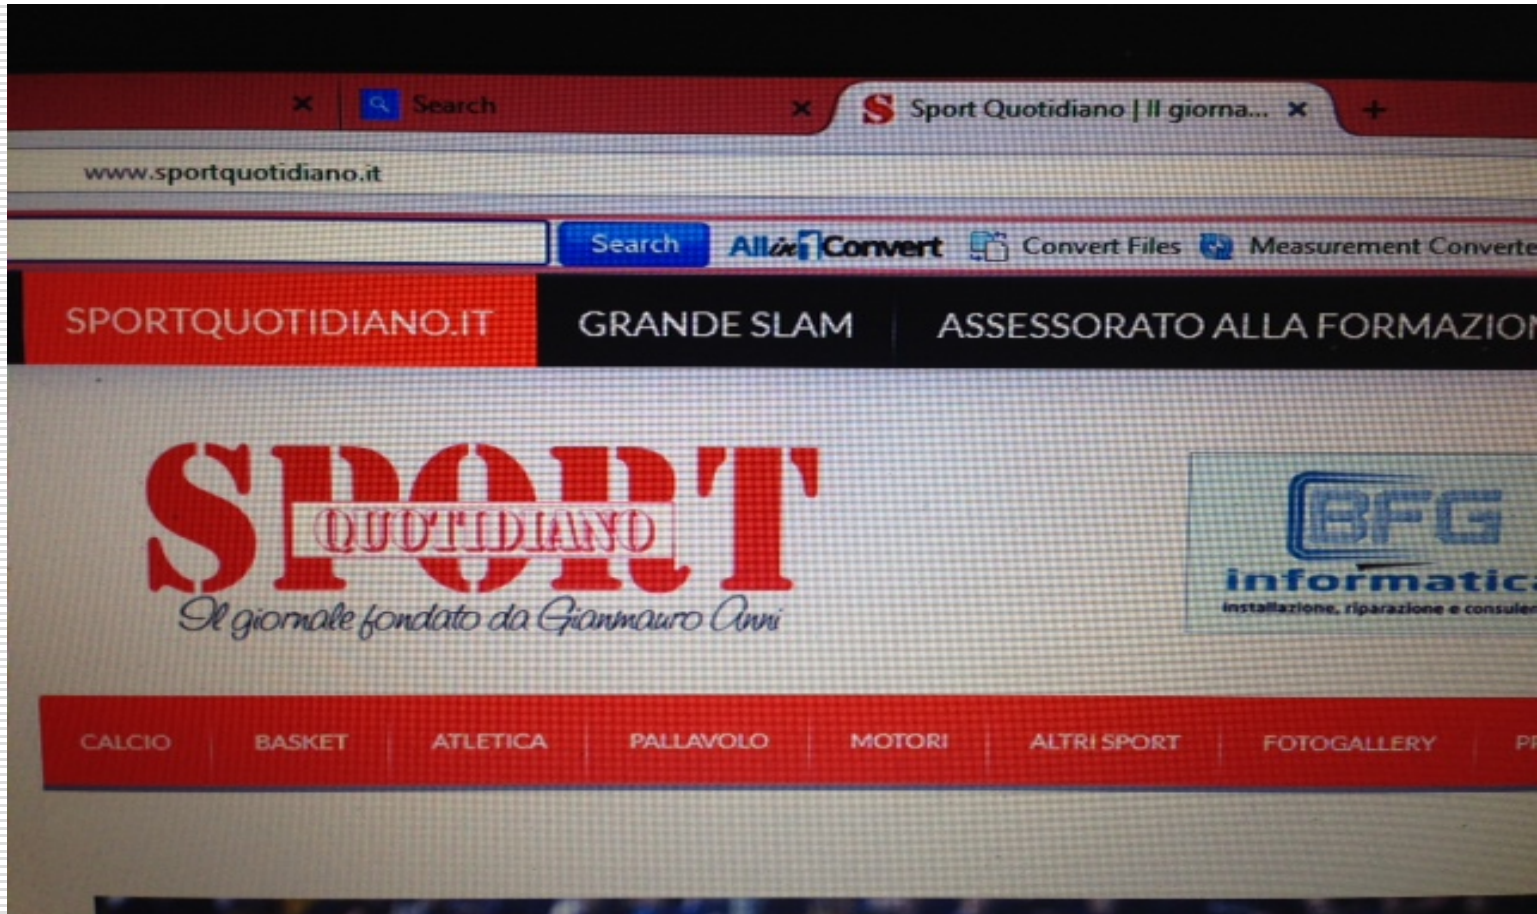 Search
Sport Quotidiano | Il giorna...
www.sportquotidiano.it
Search Allin1Convert Convert Files Measurement Converte
SPORTQUOTIDIANO.IT GRANDE SLAM ASSESSORATO ALLA FORMAZION
SPORT
QUOTIDIANO
Il giornale fondato da Gianmauro Anni
BFG
informatica
installazione, riparazione e consulen
CALCIO BASKET ATLETICA PALLAVOLO MOTORI ALTRI SPORT FOTOGALLERY